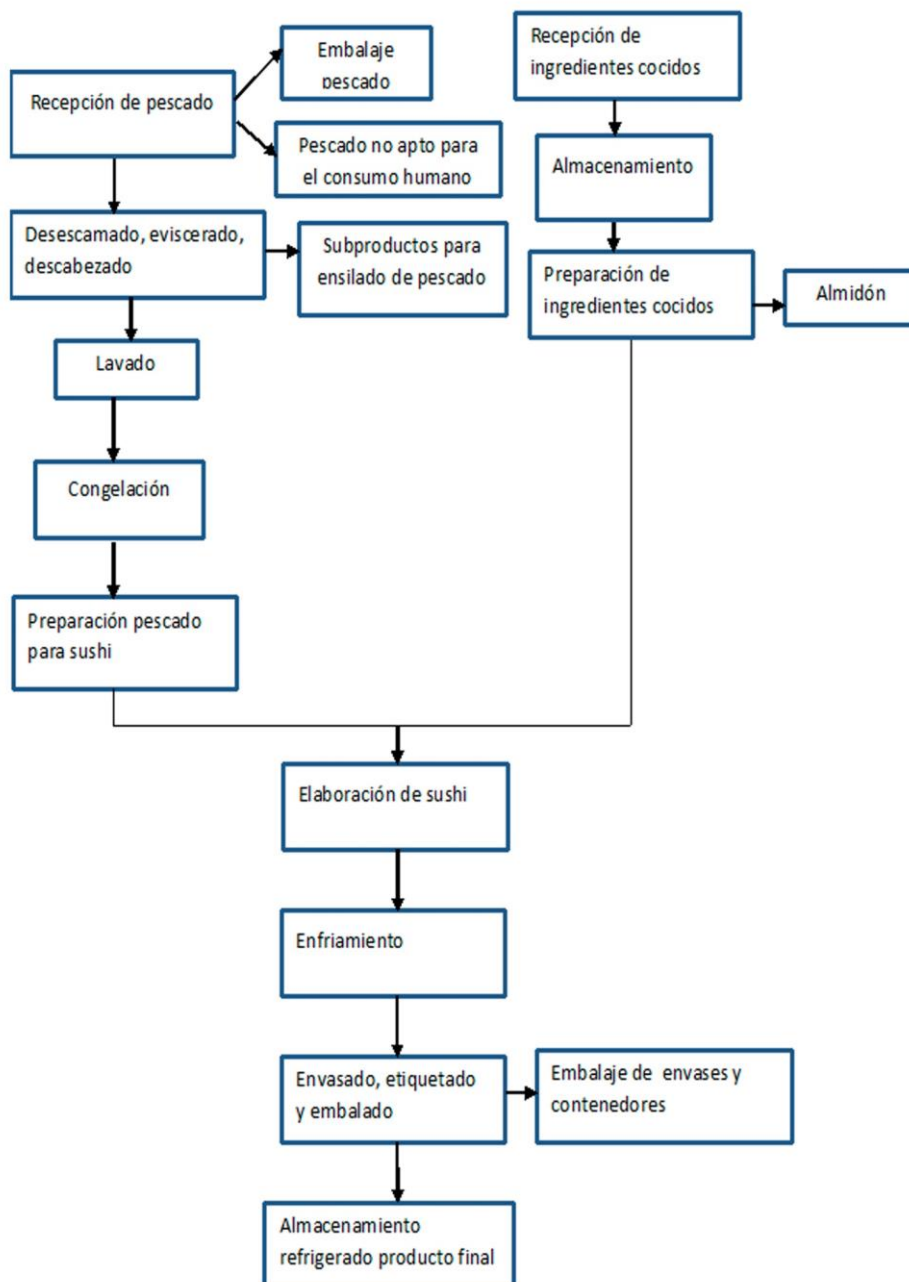 Embalaje
pescado
Recepción de
ingredientes cocidos
Recepción de pescado
Pescado no apto para
el consumo humano
Almacenamiento
Desescamado, eviscerado,
descabezado
Subproductos para
ensilado de pescado
Preparación de
ingredientes cocidos
Almidón
Lavado
Congelación
Preparación pescado
para sushi
Elaboración de sushi
Enfriamiento
Envasado, etiquetado
y embalado
Embalaje de envases y
contenedores
Almacenamiento
refrigerado producto final